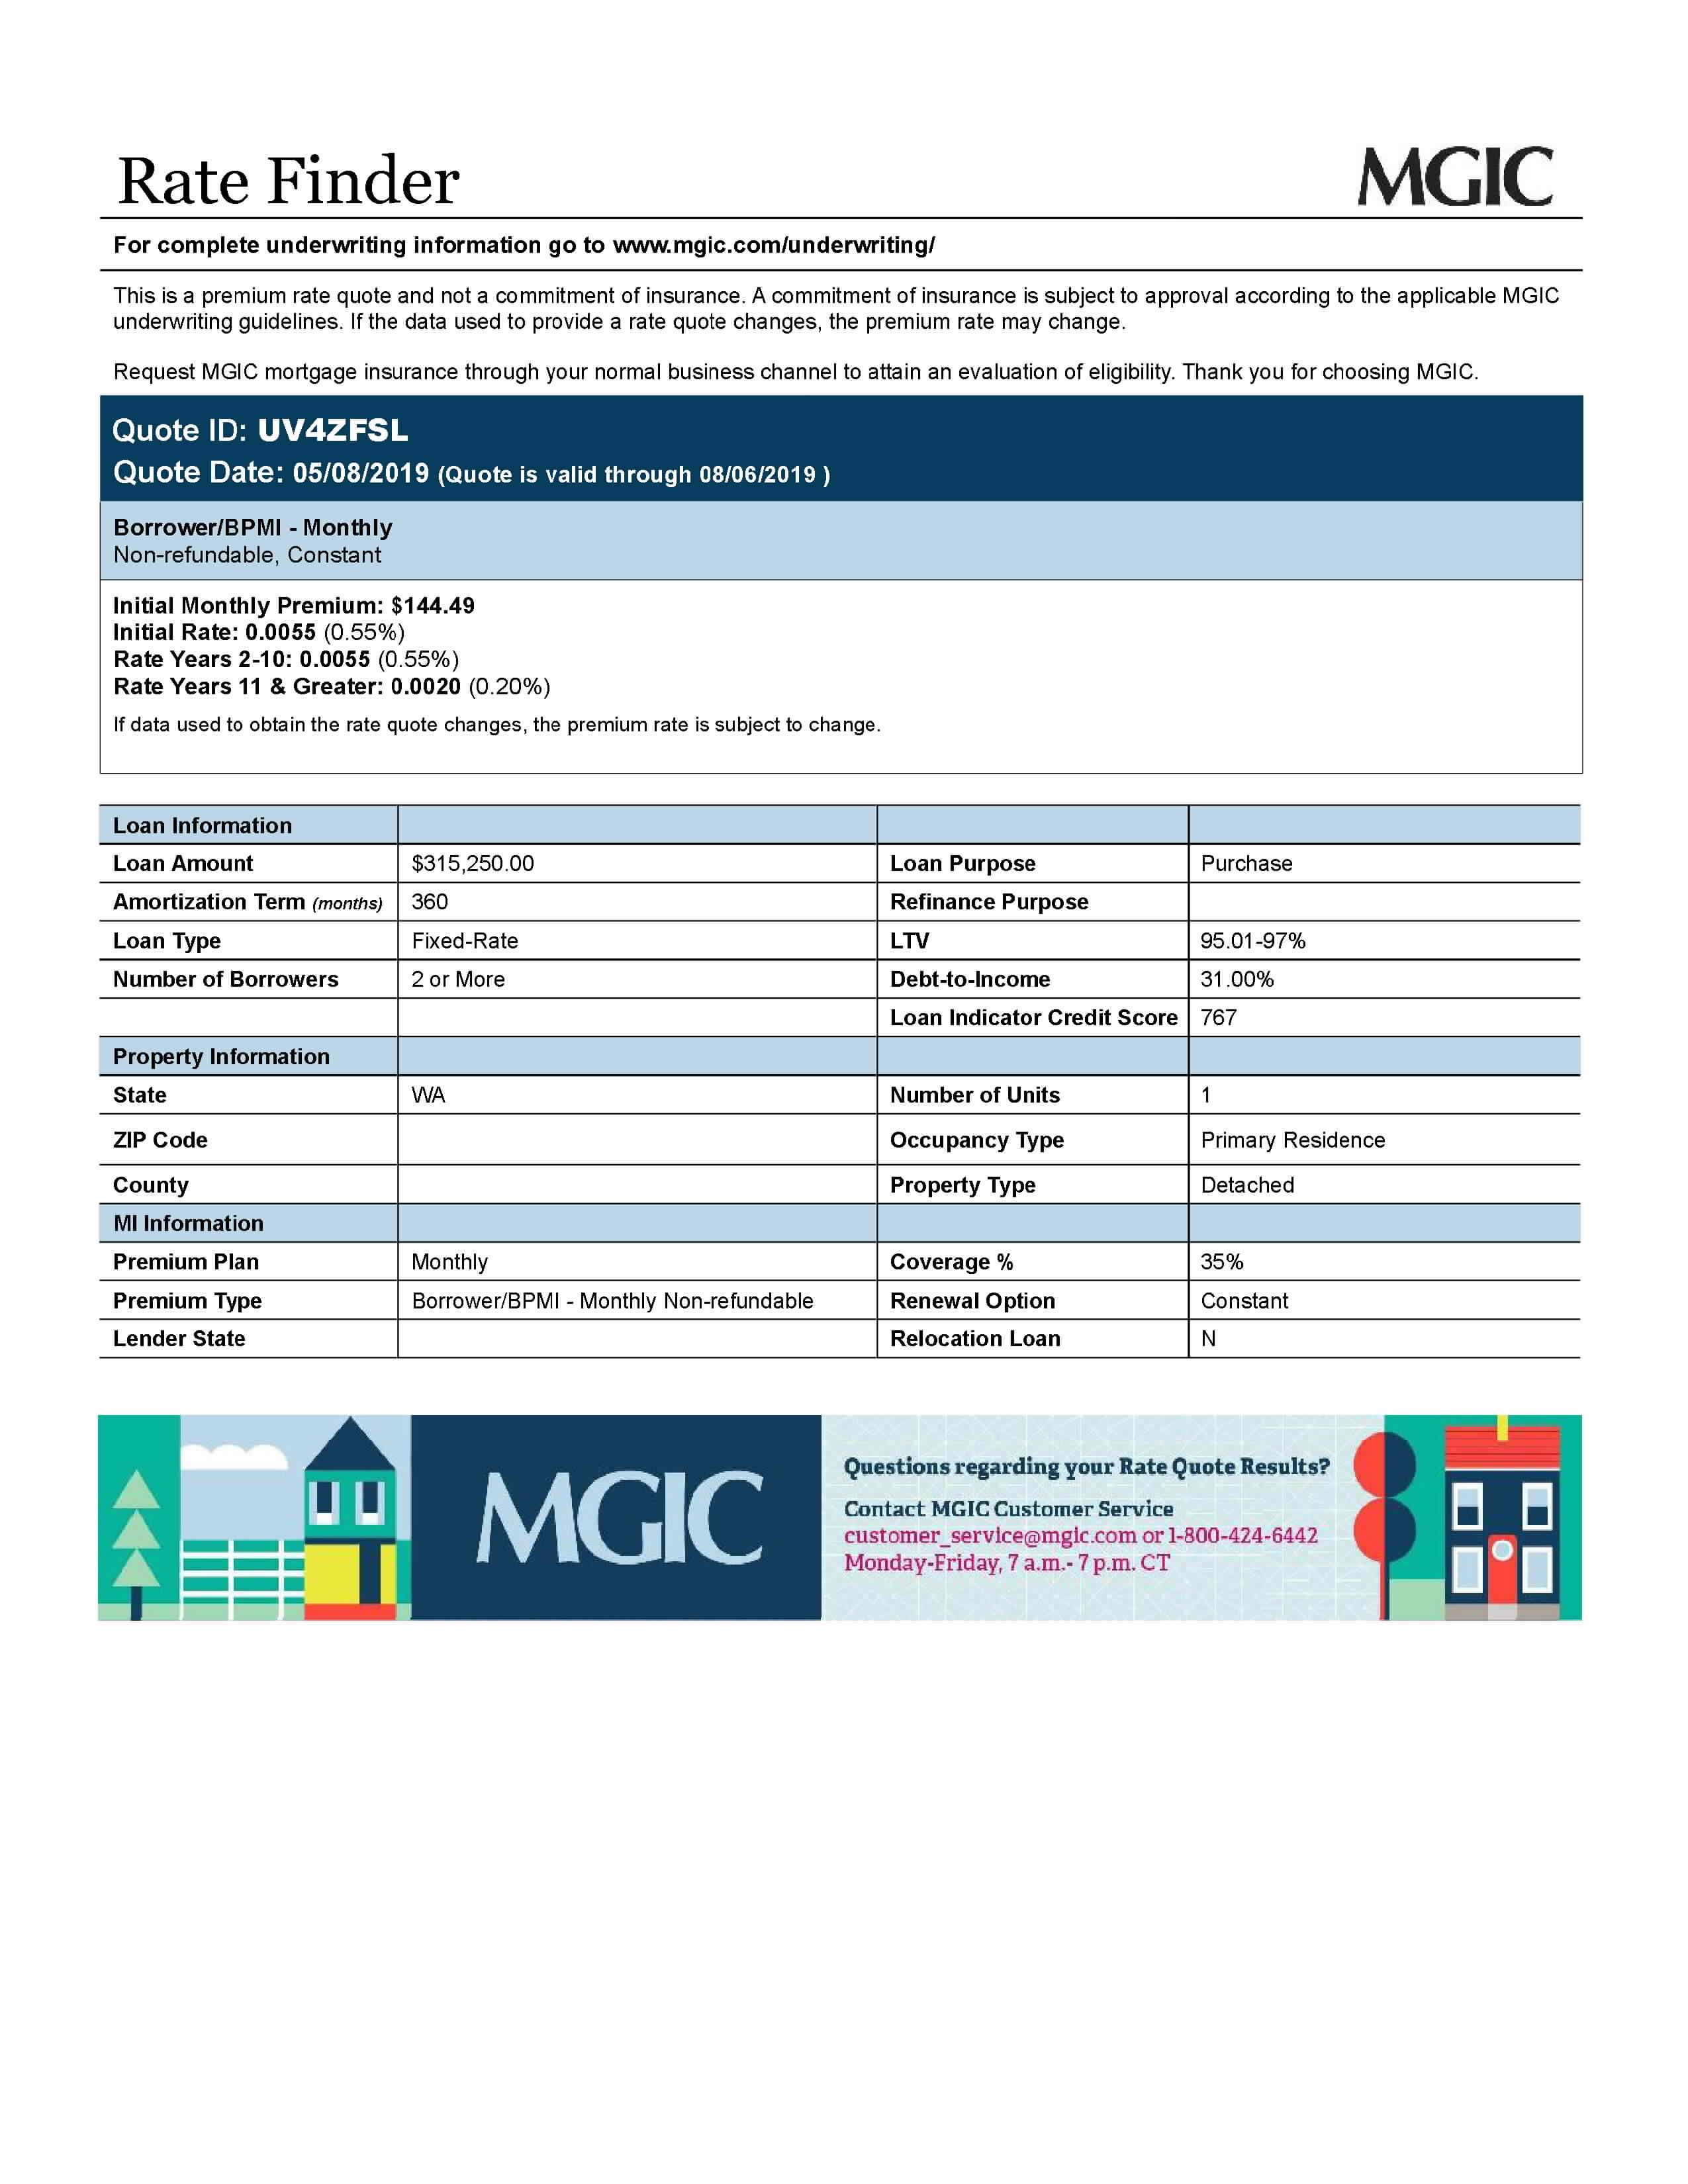 Rate Finder
MGIC
For complete underwriting information go to www.mgic.com/underwriting/
This is a premium rate quote and not a commitment of insurance. A commitment of insurance is subject to approval according to the applicable MGIC
underwriting guidelines. If the data used to provide a rate quote changes, the premium rate may change.
Request MGIC mortgage insurance through your normal business channel to attain an evaluation of eligibility. Thank you for choosing MGIC.
Quote ID: UV4ZFSL
Quote Date: 05/08/2019 (Quote is valid through 08/06/2019 )
Borrower/BPMI - Monthly
Non-refundable, Constant
Initial Monthly Premium: $144.49
Initial Rate: 0.0055 (0.55%)
Rate Years 2-10: 0.0055 (0.55%)
Rate Years 11 & Greater: 0.0020 (0.20%)
If data used to obtain the rate quote changes, the premium rate is subject to change.
Loan Information
Loan Amount $315,250.00 Loan Purpose Purchase
Amortization Term (months) 360 Refinance Purpose
Loan Type Fixed-Rate LTV 95.01-97%
Number of Borrowers 2 or More Debt-to-Income 31.00%
Loan Indicator Credit Score 767
Property Information
State WA Number of Units 1
ZIP Code Occupancy Type Primary Residence
County Property Type Detached
MI Information
Premium Plan Monthly Coverage % 35%
Premium Type Borrower/BPMI - Monthly Non-refundable Renewal Option Constant
Lender State Relocation Loan N
MGIC
Questions regarding your Rate Quote Results?
Contact MGIC Customer Service
customer_service@mgic.com or 1-800-424-6442
Monday-Friday, 7 a.m.- 7 p.m. CT